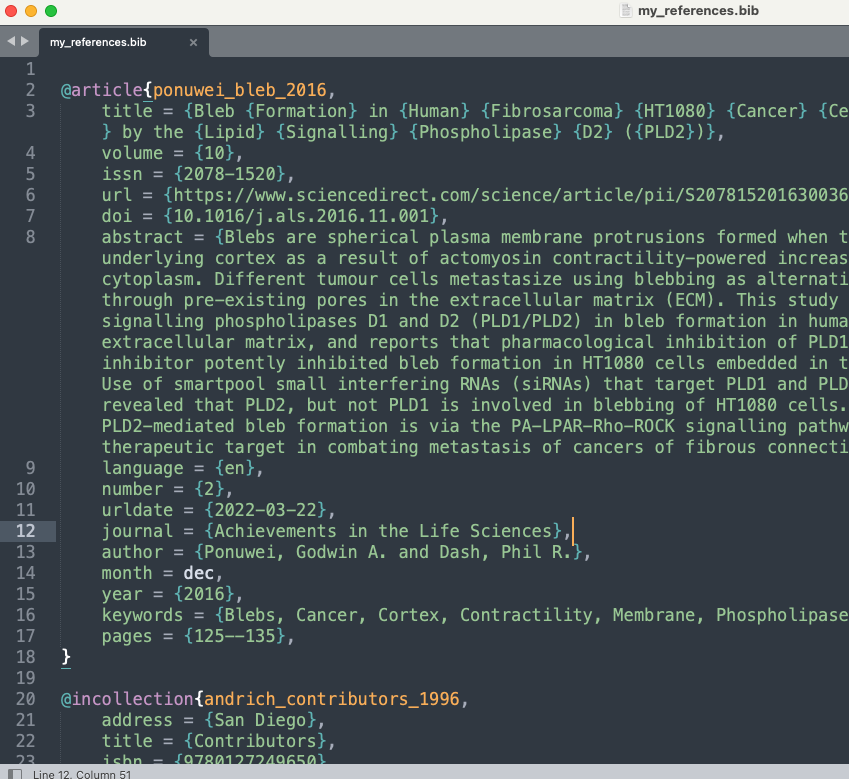 my_references.bib
my_references.bib ×
1
2 @article{ponuwei_bleb_2016,
3 title = {Bleb {Formation} in {Human} {Fibrosarcoma} {HT1080} {Cancer} {Ce
} by the {Lipid} {Signalling} {Phospholipase} {D2} ({PLD2})},
4 volume = {10},
5 issn = {2078-1520},
6 url = {https://www.sciencedirect.com/science/article/pii/S207815201630036
7 doi = {10.1016/j.als.2016.11.001},
8 abstract = {Blebs are spherical plasma membrane protrusions formed when t
underlying cortex as a result of actomyosin contractility-powered increas
cytoplasm. Different tumour cells metastasize using blebbing as alternati
through pre-existing pores in the extracellular matrix (ECM). This study
signalling phospholipases D1 and D2 (PLD1/PLD2) in bleb formation in huma
extracellular matrix, and reports that pharmacological inhibition of PLD1
inhibitor potently inhibited bleb formation in HT1080 cells embedded in t
Use of smartpool small interfering RNAs (siRNAs) that target PLD1 and PLD
revealed that PLD2, but not PLD1 is involved in blebbing of HT1080 cells.
PLD2-mediated bleb formation is via the PA-LPAR-Rho-ROCK signalling pathw
therapeutic target in combating metastasis of cancers of fibrous connecti
9 language = {en},
10 number = {2},
11 urldate = {2022-03-22},
12 journal = {Achievements in the Life Sciences},
13 author = {Ponuwei, Godwin A. and Dash, Phil R.},
14 month = dec,
15 year = {2016},
16 keywords = {Blebs, Cancer, Cortex, Contractility, Membrane, Phospholipase
17 pages = {125--135},
18 }
19
20 @incollection{andrich_contributors_1996,
21 address = {San Diego},
22 title = {Contributors},
23 isbn = {9780127249650}
Line 12, Column 51